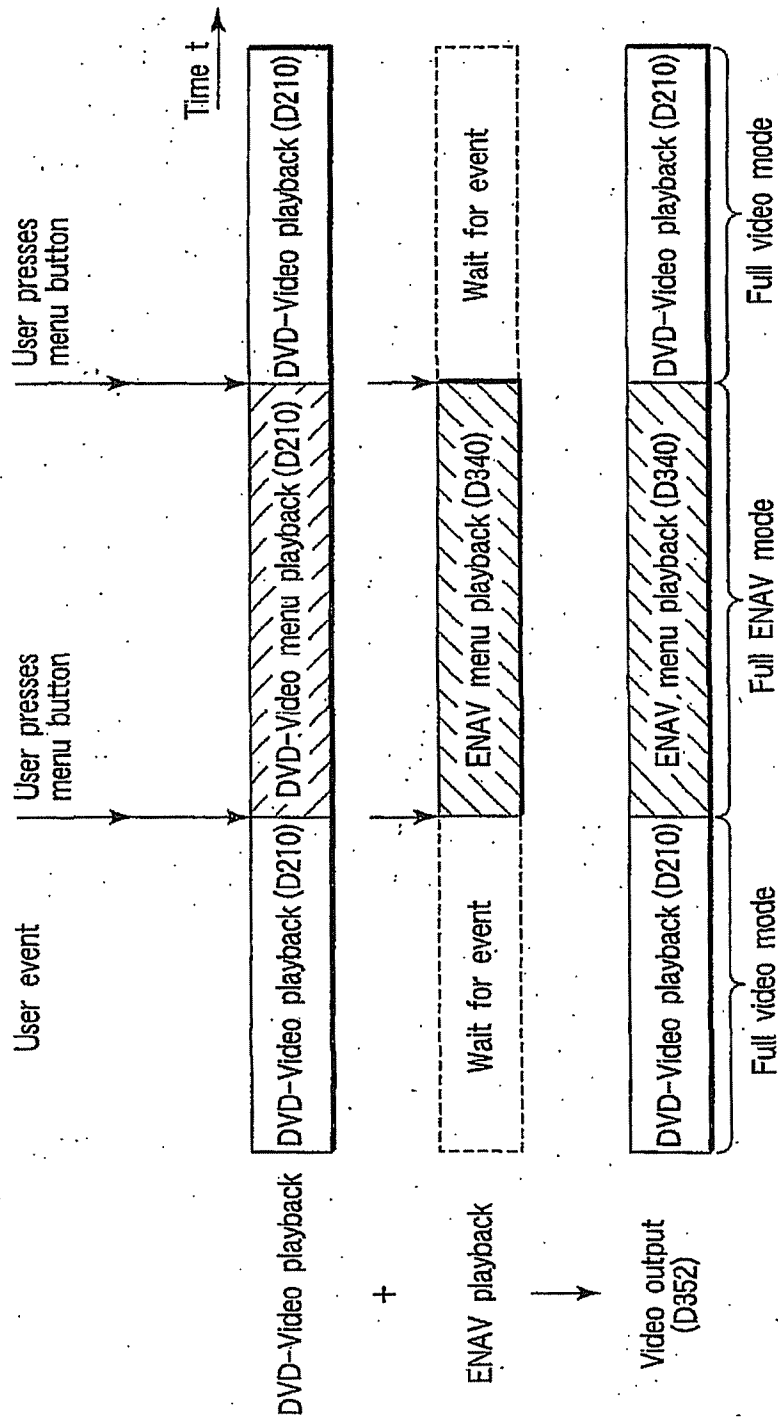 Time t
User event
User presses
menu button
User presses
menu button
DVD-Video playback
DVD-Video playback (D210)
DVD-Video menu playback (D210)
DVD-Video playback (D210)
+
ENAV playback
Wait for event
ENAV menu playback (D340)
Wait for event
Video output
(D352)
DVD-Video playback (D210)
ENAV menu playback (D340)
DVD-Video playback (D210)
Full video mode
Full ENAV mode
Full video mode